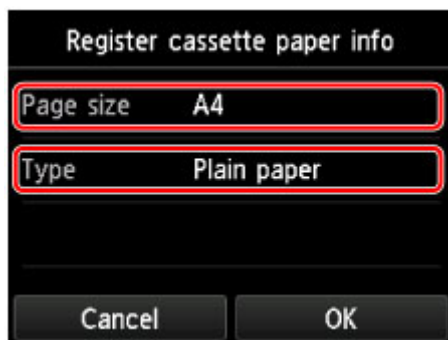 Register cassette paper info
Page size A4
Type Plain paper
Cancel OK